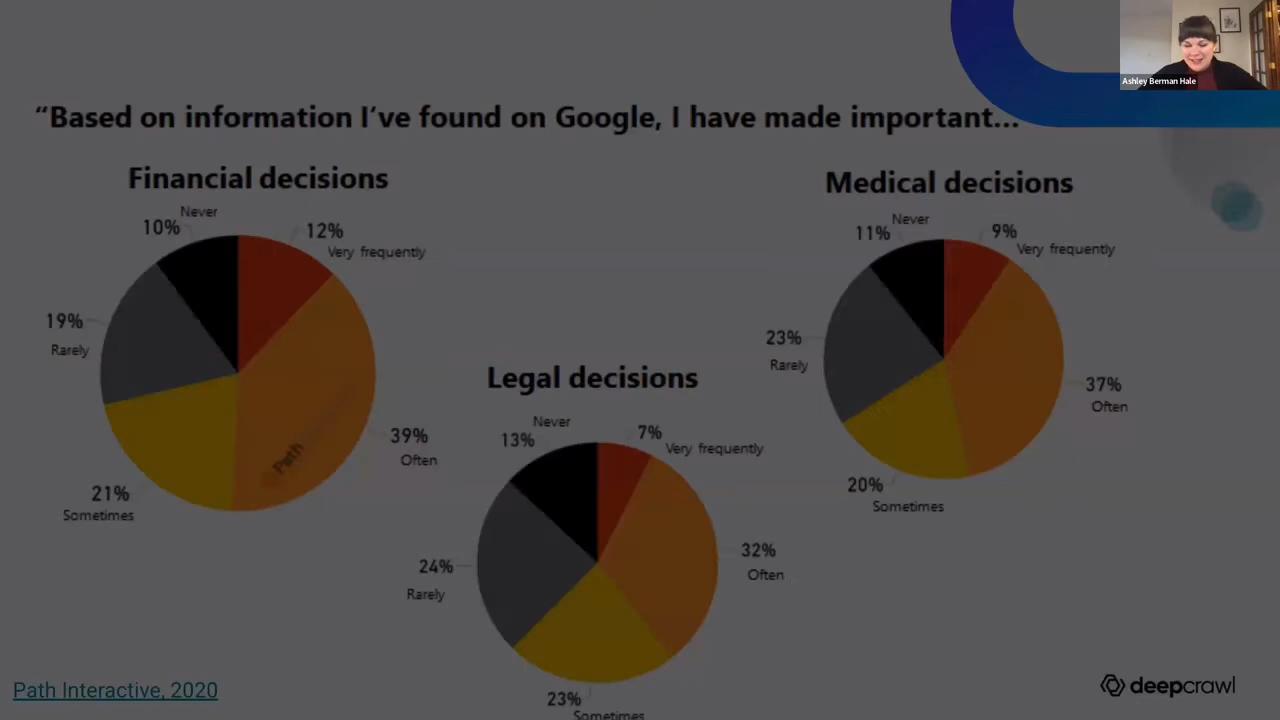 Ashley Berman Hale
“Based on information I’ve found on Google, I have made important...
Financial decisions
Never
10%
12%
Very frequently
19%
Rarely
39%
Often
21%
Sometimes
Path
Medical decisions
Never
11%
9%
Very frequently
23%
Rarely
37%
Often
20%
Sometimes
Legal decisions
Never
13%
7%
Very frequently
24%
Rarely
32%
Often
23%
Sometimes
Path Interactive, 2020
deepcrawl